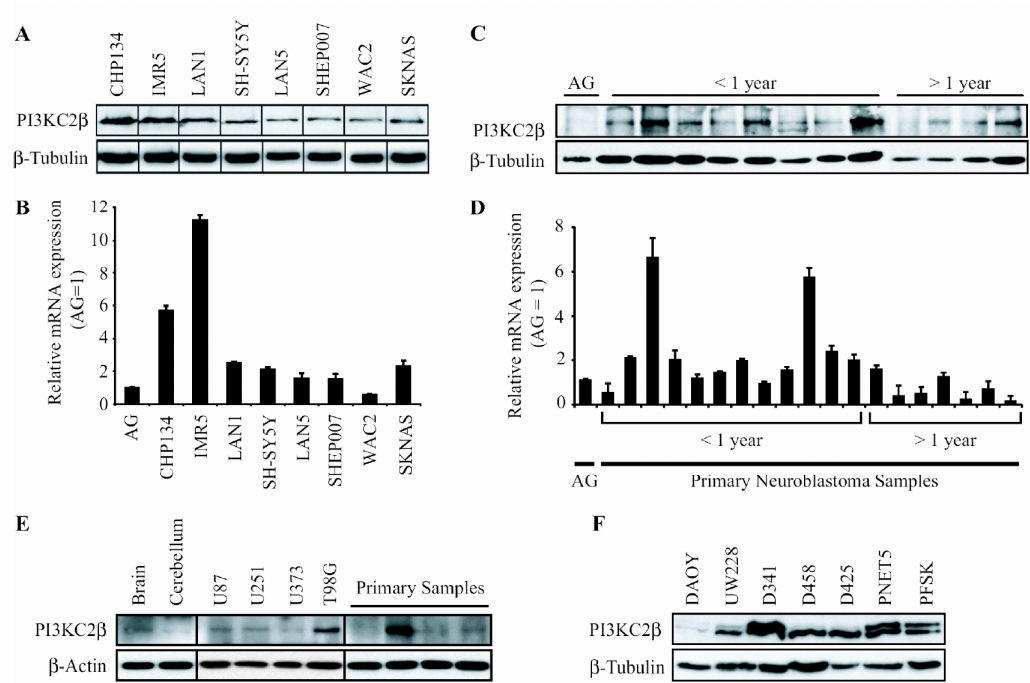 A
CHP134
IMR5
LAN1
SH-SY5Y
LAN5
SHEP007
WAC2
SKNAS
PI3KC2β
β-Tubulin
B
Relative mRNA expression
(AG=1)
12
10
8
6
4
2
0
AG
CHP134
IMR5
LAN1
SH-SY5Y
LAN5
SHEP007
WAC2
SKNAS
C
AG
< 1 year
> 1 year
PI3KC2β
β-Tubulin
D
Relative mRNA expression
(AG = 1)
8
6
4
2
0
< 1 year
> 1 year
AG
Primary Neuroblastoma Samples
E
Brain
Cerebellum
U87
U251
U373
T98G
Primary Samples
PI3KC2β
β-Actin
F
DAOY
UW228
D341
D458
D425
PNET5
PFSK
PI3KC2β
β-Tubulin